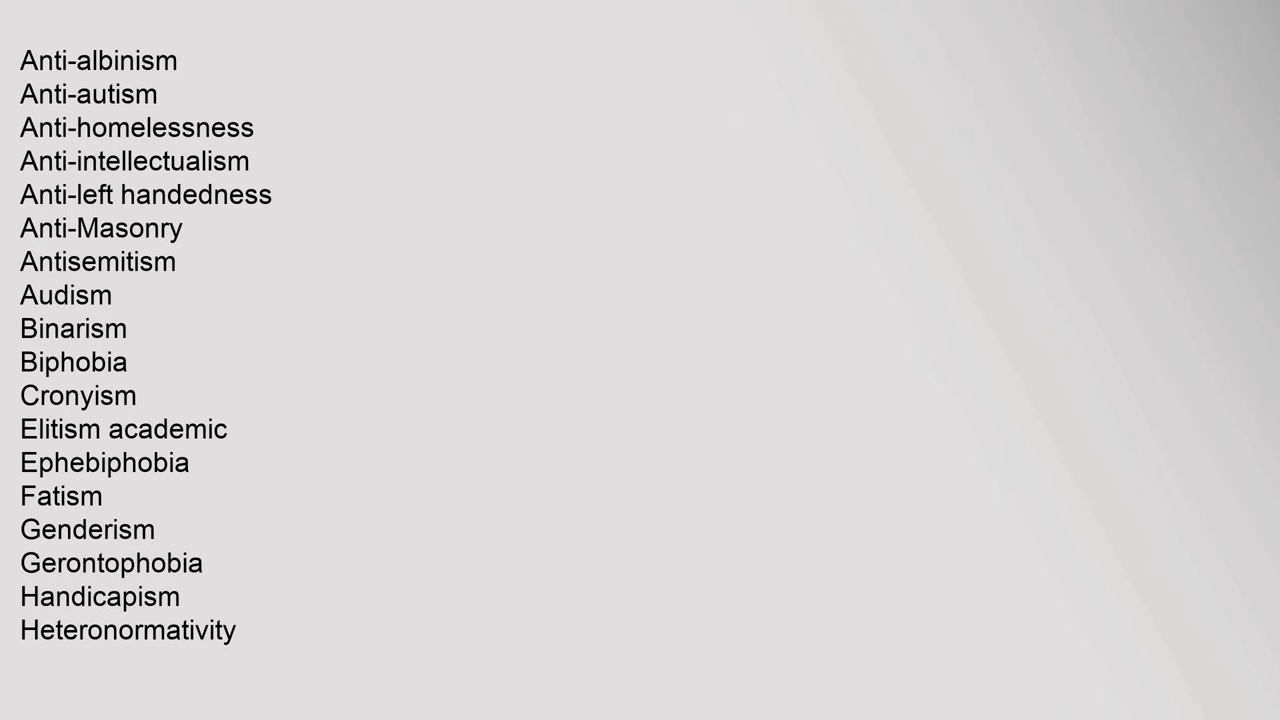 Anti-albinism
Anti-autism
Anti-homelessness
Anti-intellectualism
Anti-left handedness
Anti-Masonry
Antisemitism
Audism
Binarism
Biphobia
Cronyism
Elitism academic
Ephebiphobia
Fatism
Genderism
Gerontophobia
Handicapism
Heteronormativity